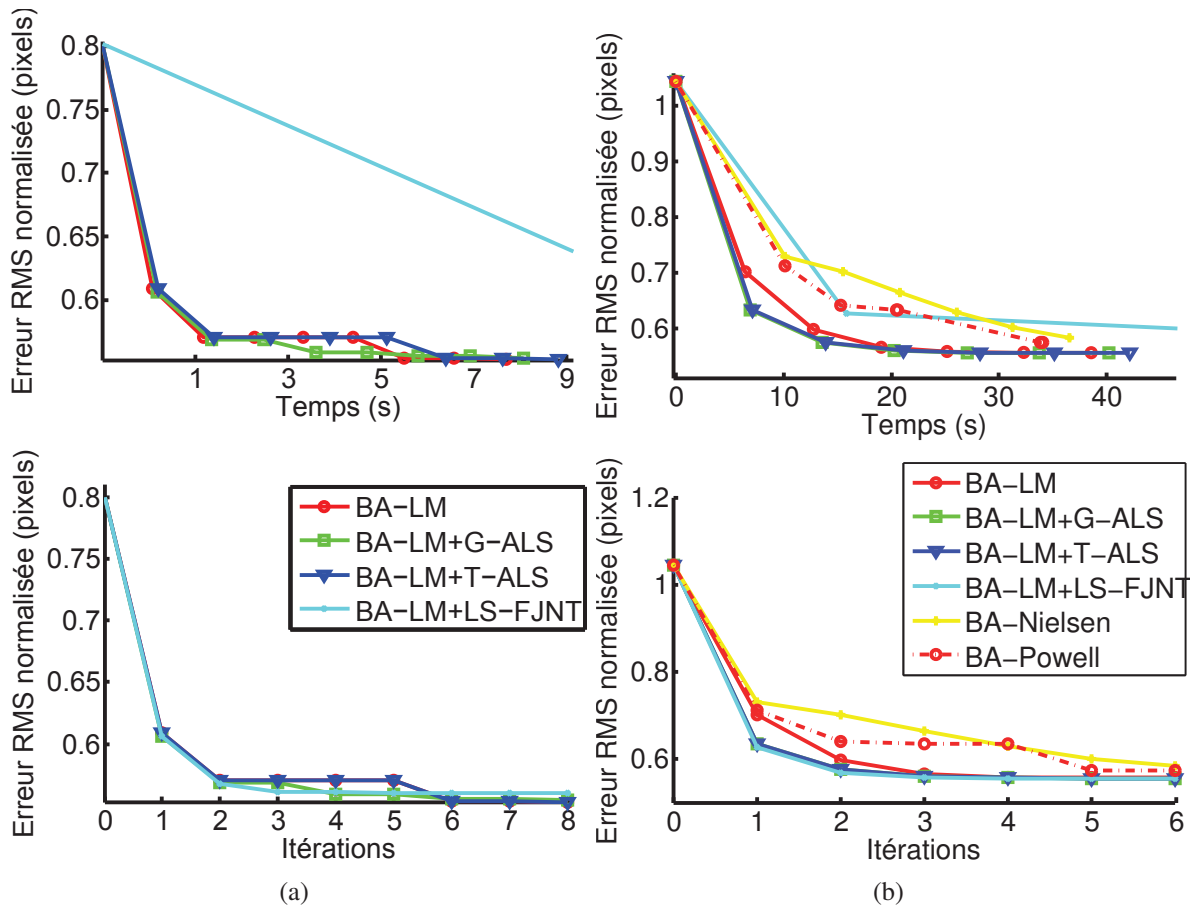 Erreur RMS normalisée (pixels)
0.8
0.75
0.7
0.65
0.6
1 3 5 7 9
Temps (s)
Erreur RMS normalisée (pixels)
1
0.9
0.8
0.7
0.6
0 10 20 30 40
Temps (s)
Erreur RMS normalisée (pixels)
0.8
0.75
0.7
0.65
0.6
0 1 2 3 4 5 6 7 8
Itérations
BA−LM
BA−LM+G−ALS
BA−LM+T−ALS
BA−LM+LS−FJNT
(a)
Erreur RMS normalisée (pixels)
1.2
1
0.8
0.6
0 1 2 3 4 5 6
Itérations
BA−LM
BA−LM+G−ALS
BA−LM+T−ALS
BA−LM+LS−FJNT
BA−Nielsen
BA−Powell
(b)